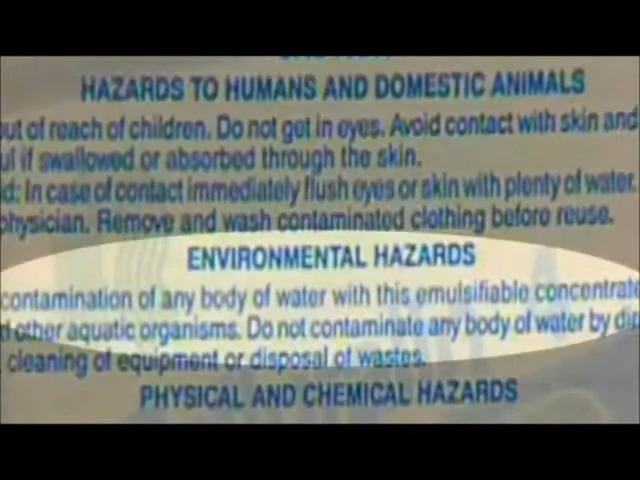 HAZARDS TO HUMANS AND DOMESTIC ANIMALS
out of reach of children. Do not get in eyes. Avoid contact with skin and
ul if swallowed or absorbed through the skin.
id: In case of contact immediately flush eyes or skin with plenty of water.
physician. Remove and wash contaminated clothing before reuse.
ENVIRONMENTAL HAZARDS
contamination of any body of water with this emulsifiable concentrate
d other aquatic organisms. Do not contaminate any body of water by dir
cleaning of equipment or disposal of wastes.
PHYSICAL AND CHEMICAL HAZARDS